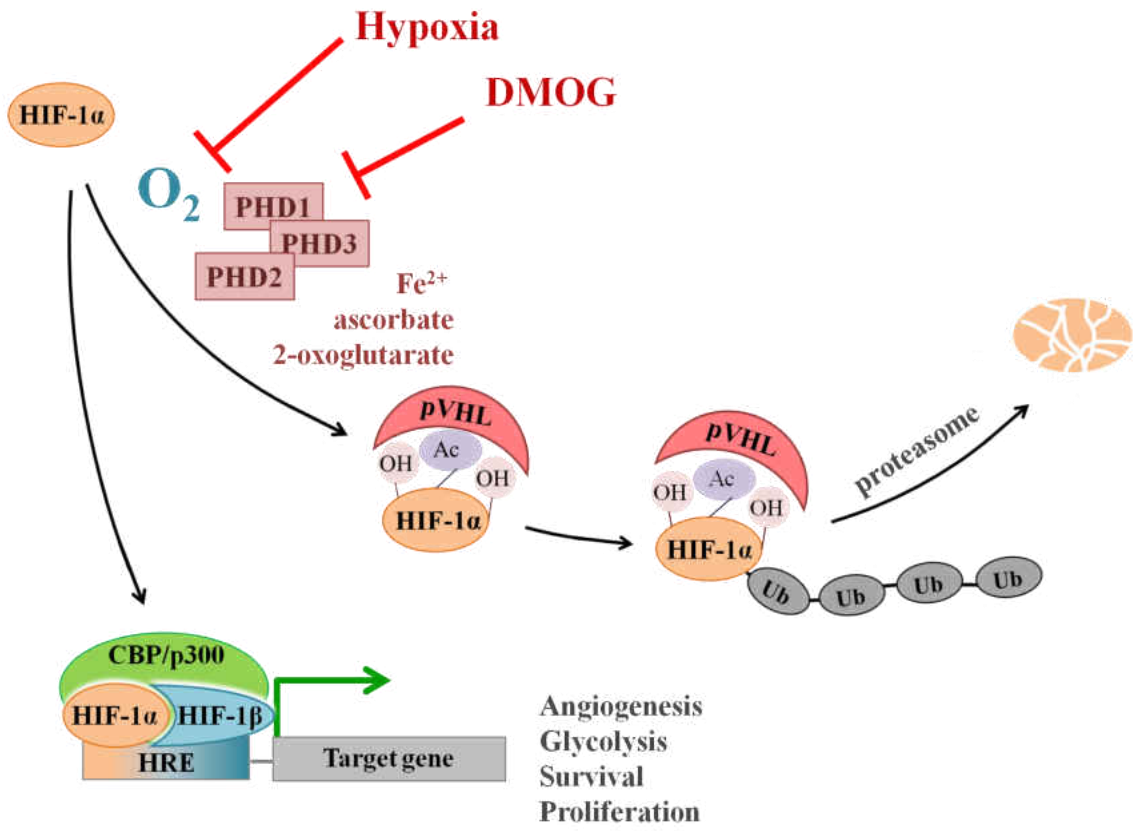 Hypoxia
DMOG
HIF-1α
O₂
PHD1
PHD3
PHD2
Fe²⁺
ascorbate
2-oxoglutarate
pVHL
OH
Ac
OH
HIF-1α
pVHL
OH
Ac
OH
HIF-1α
Ub
Ub
Ub
Ub
proteasome
CBP/p300
HIF-1α
HIF-1β
HRE
Target gene
Angiogenesis
Glycolysis
Survival
Proliferation